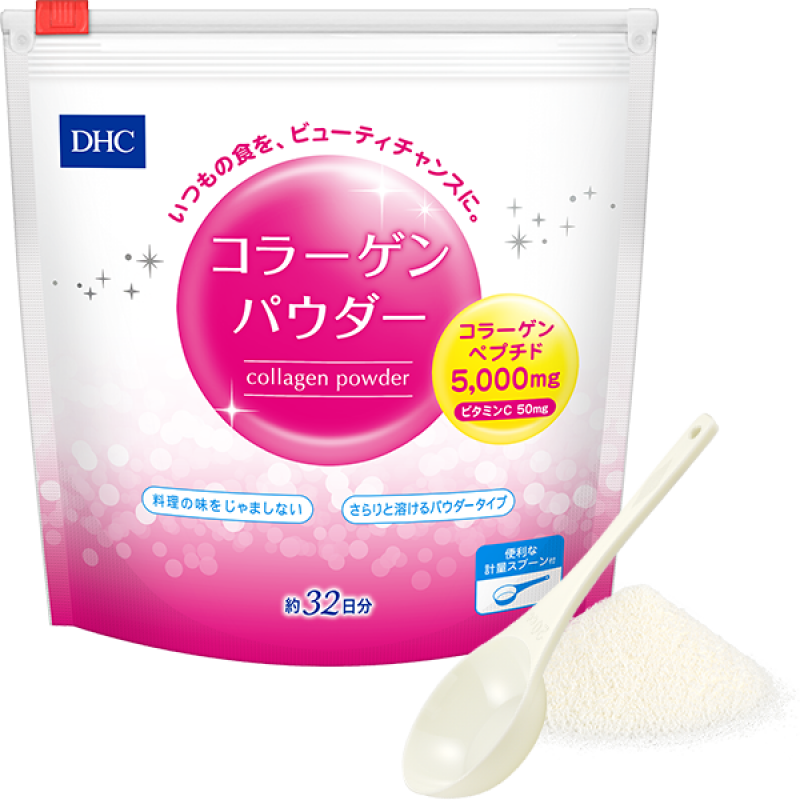 DHC
いつもの食を、ビューティチャンスに。
コラーゲン
パウダー
collagen powder
コラーゲン
ペプチド
5,000mg
ビタミンC 50mg
料理の味をじゃましない
さらりと溶けるパウダータイプ
便利な
計量スプーン付
約32日分